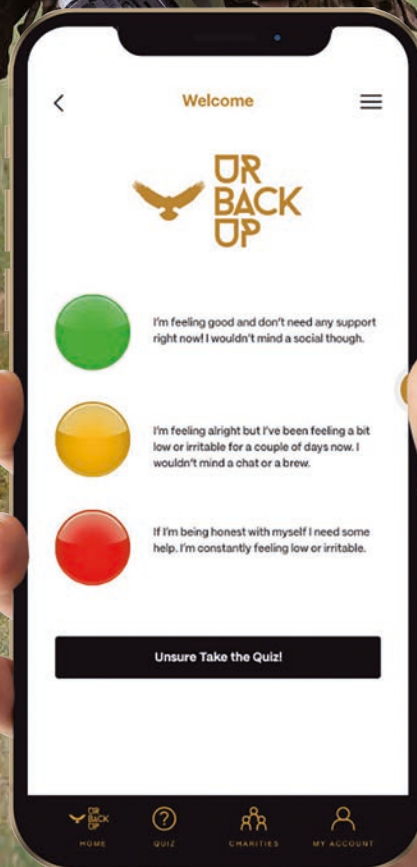 Welcome
UR
BACK
UP
I'm feeling good and don't need any support
right now! I wouldn't mind a social though.
I'm feeling alright but I've been feeling a bit
low or irritable for a couple of days now. I
wouldn't mind a chat or a brew.
If I'm being honest with myself I need some
help. I'm constantly feeling low or irritable.
Unsure Take the Quiz!
UR
BACK
UP
HOME
?
QUIZ
CHARITIES
MY ACCOUNT